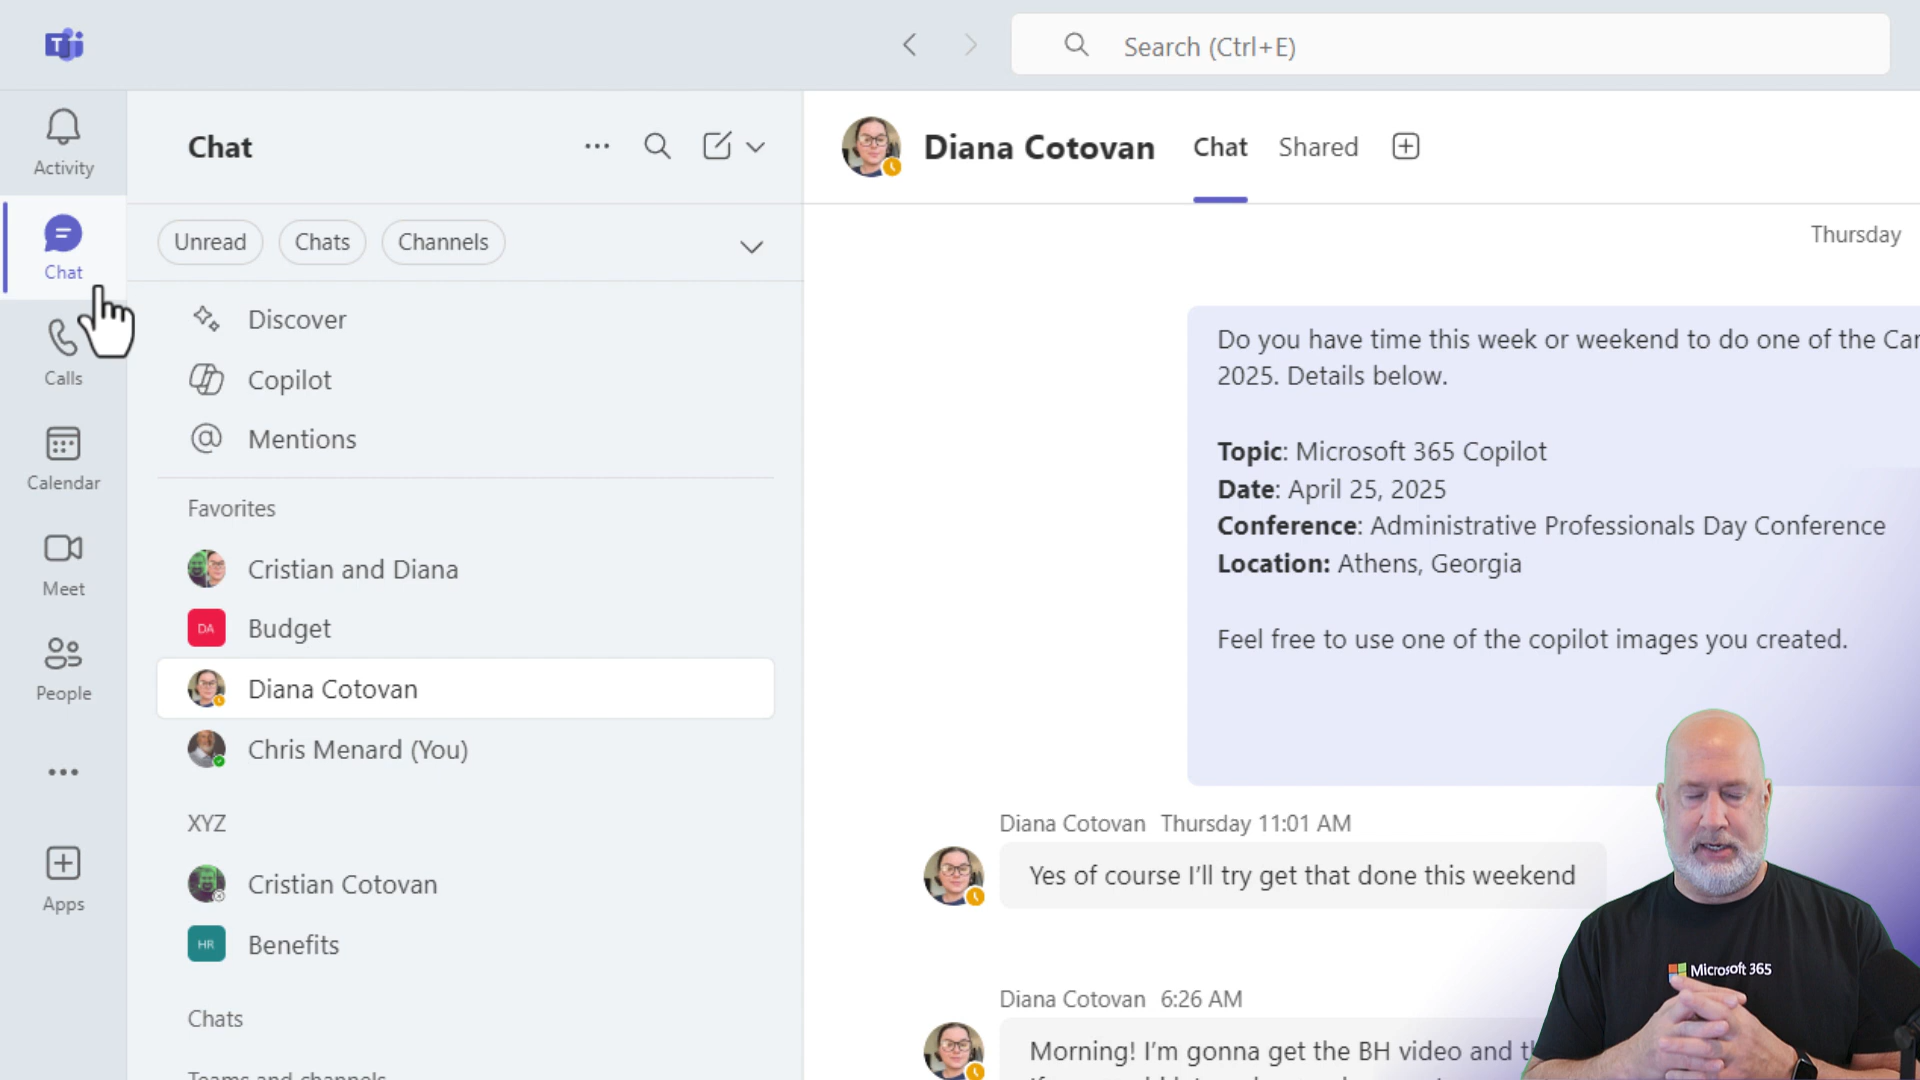 Search (Ctrl+E)
Activity
Chat
Calls
Calendar
Meet
People
Apps
Chat
Unread Chats Channels
Discover
Copilot
Mentions
Favorites
Cristian and Diana
DA Budget
Diana Cotovan
Chris Menard (You)
XYZ
Cristian Cotovan
HR Benefits
Chats
Teams and channels
Diana Cotovan Chat Shared
Thursday
Do you have time this week or weekend to do one of the
2025. Details below.
Topic: Microsoft 365 Copilot
Date: April 25, 2025
Conference: Administrative Professionals Day Conference
Location: Athens, Georgia
Feel free to use one of the copilot images you created.
Diana Cotovan Thursday 11:01 AM
Yes of course I'll try get that done this weekend
Diana Cotovan 6:26 AM
Morning! I'm gonna get the BH video and
Microsoft 365